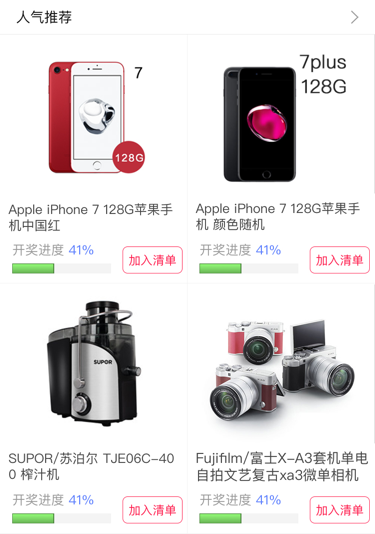 人气推荐
7
128G
7plus
128G
Apple iPhone 7 128G苹果手
机中国红
Apple iPhone 7 128G苹果手
机 颜色随机
开奖进度 41%
加入清单
开奖进度 41%
加入清单
SUPOR
SUPOR/苏泊尔 TJE06C-40
0 榨汁机
Fujifilm/富士X-A3套机单电
自拍文艺复古xa3微单相机
开奖进度 41%
加入清单
开奖进度 41%
加入清单